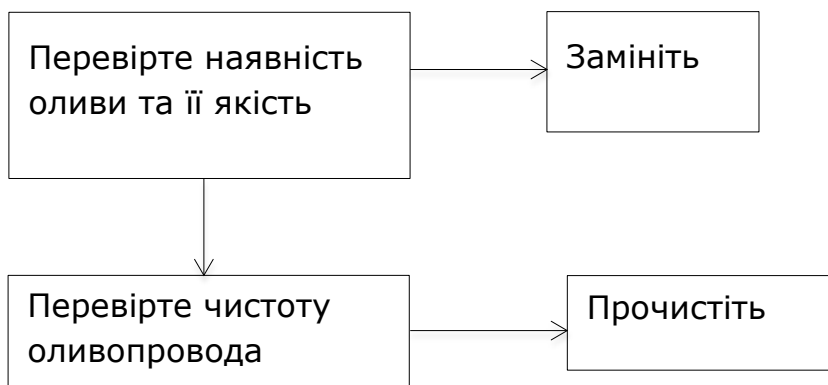 Перевірте наявність
оливи та її якість
Замініть
Перевірте чистоту
оливопровода
Прочистіть